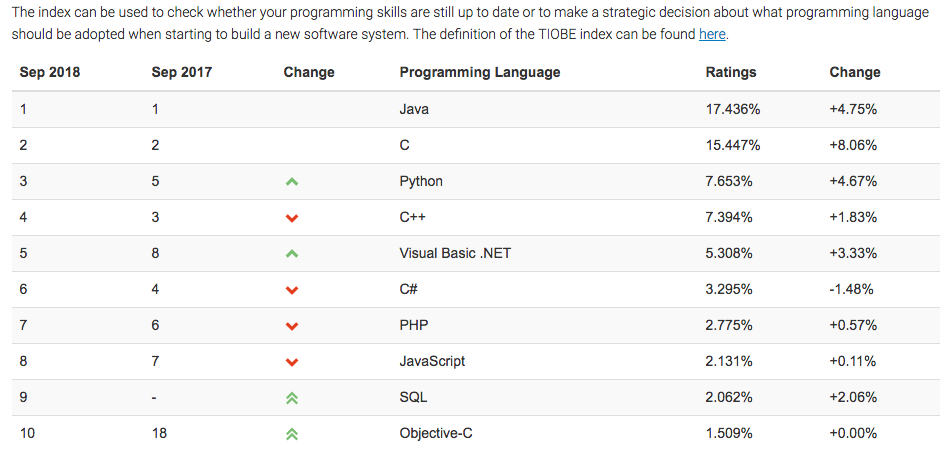 The index can be used to check whether your programming skills are still up to date or to make a strategic decision about what programming language
should be adopted when starting to build a new software system. The definition of the TIOBE index can be found here.
Sep 2018 Sep 2017 Change Programming Language Ratings Change
1 1 Java 17.436% +4.75%
2 2 C 15.447% +8.06%
3 5 Python 7.653% +4.67%
4 3 C++ 7.394% +1.83%
5 8 Visual Basic .NET 5.308% +3.33%
6 4 C# 3.295% -1.48%
7 6 PHP 2.775% +0.57%
8 7 JavaScript 2.131% +0.11%
9 - SQL 2.062% +2.06%
10 18 Objective-C 1.509% +0.00%